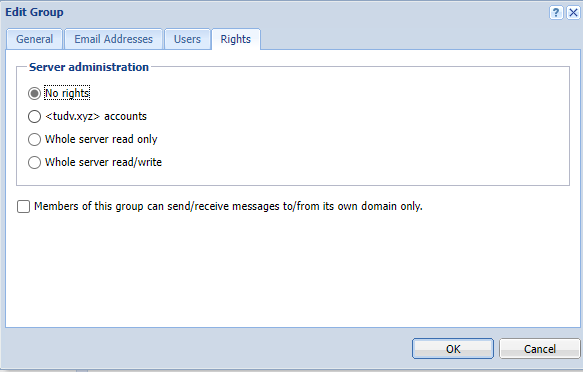 Edit Group
General
Email Addresses
Users
Rights
Server administration
No rights
<tudv.xyz> accounts
Whole server read only
Whole server read/write
Members of this group can send/receive messages to/from its own domain only.
OK
Cancel